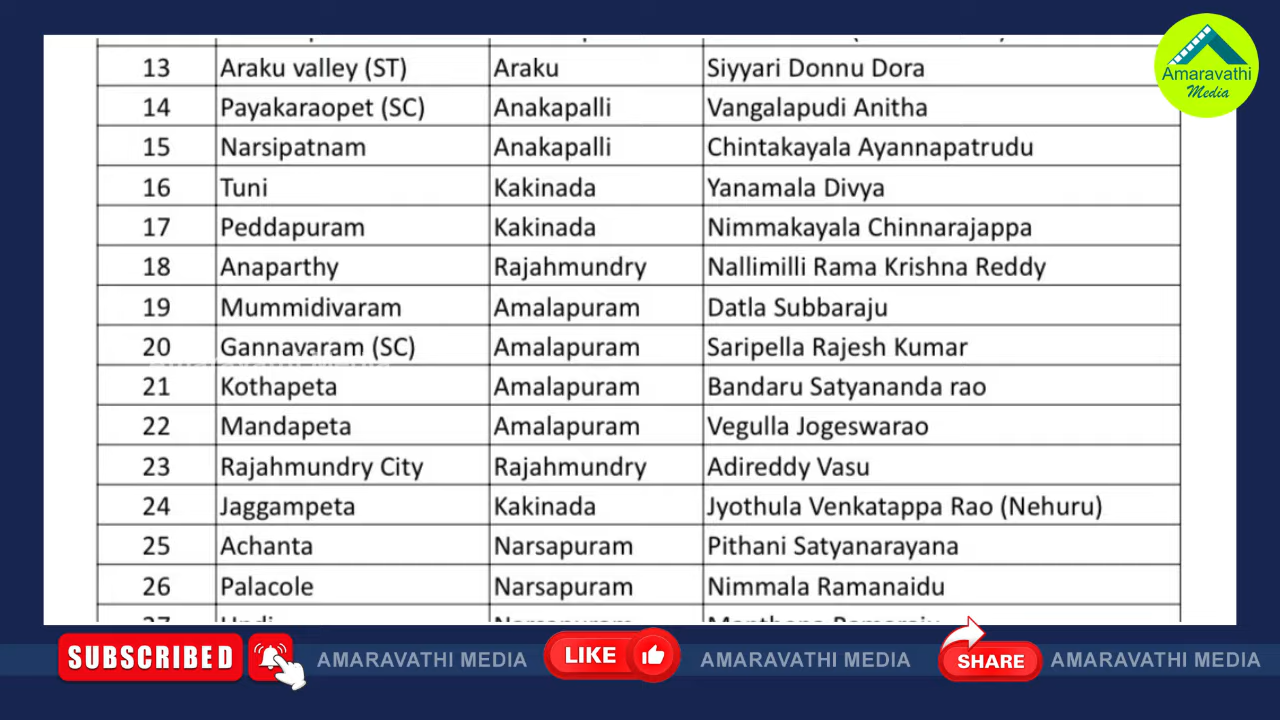 Amaravathi
Media
13 Araku valley (ST) Araku Siyyari Donnu Dora
14 Payakaraopet (SC) Anakapalli Vangalapudi Anitha
15 Narsipatnam Anakapalli Chintakayala Ayannapatrudu
16 Tuni Kakinada Yanamala Divya
17 Peddapuram Kakinada Nimmakayala Chinnarajappa
18 Anaparthy Rajahmundry Nallimilli Rama Krishna Reddy
19 Mummidivaram Amalapuram Datla Subbaraju
20 Gannavaram (SC) Amalapuram Saripella Rajesh Kumar
21 Kothapeta Amalapuram Bandaru Satyananda rao
22 Mandapeta Amalapuram Vegulla Jogeswarao
23 Rajahmundry City Rajahmundry Adireddy Vasu
24 Jaggampeta Kakinada Jyothula Venkatappa Rao (Nehuru)
25 Achanta Narsapuram Pithani Satyanarayana
26 Palacole Narsapuram Nimmala Ramanaidu
SUBSCRIBED AMARAVATHI MEDIA LIKE AMARAVATHI MEDIA SHARE AMARAVATHI MEDIA